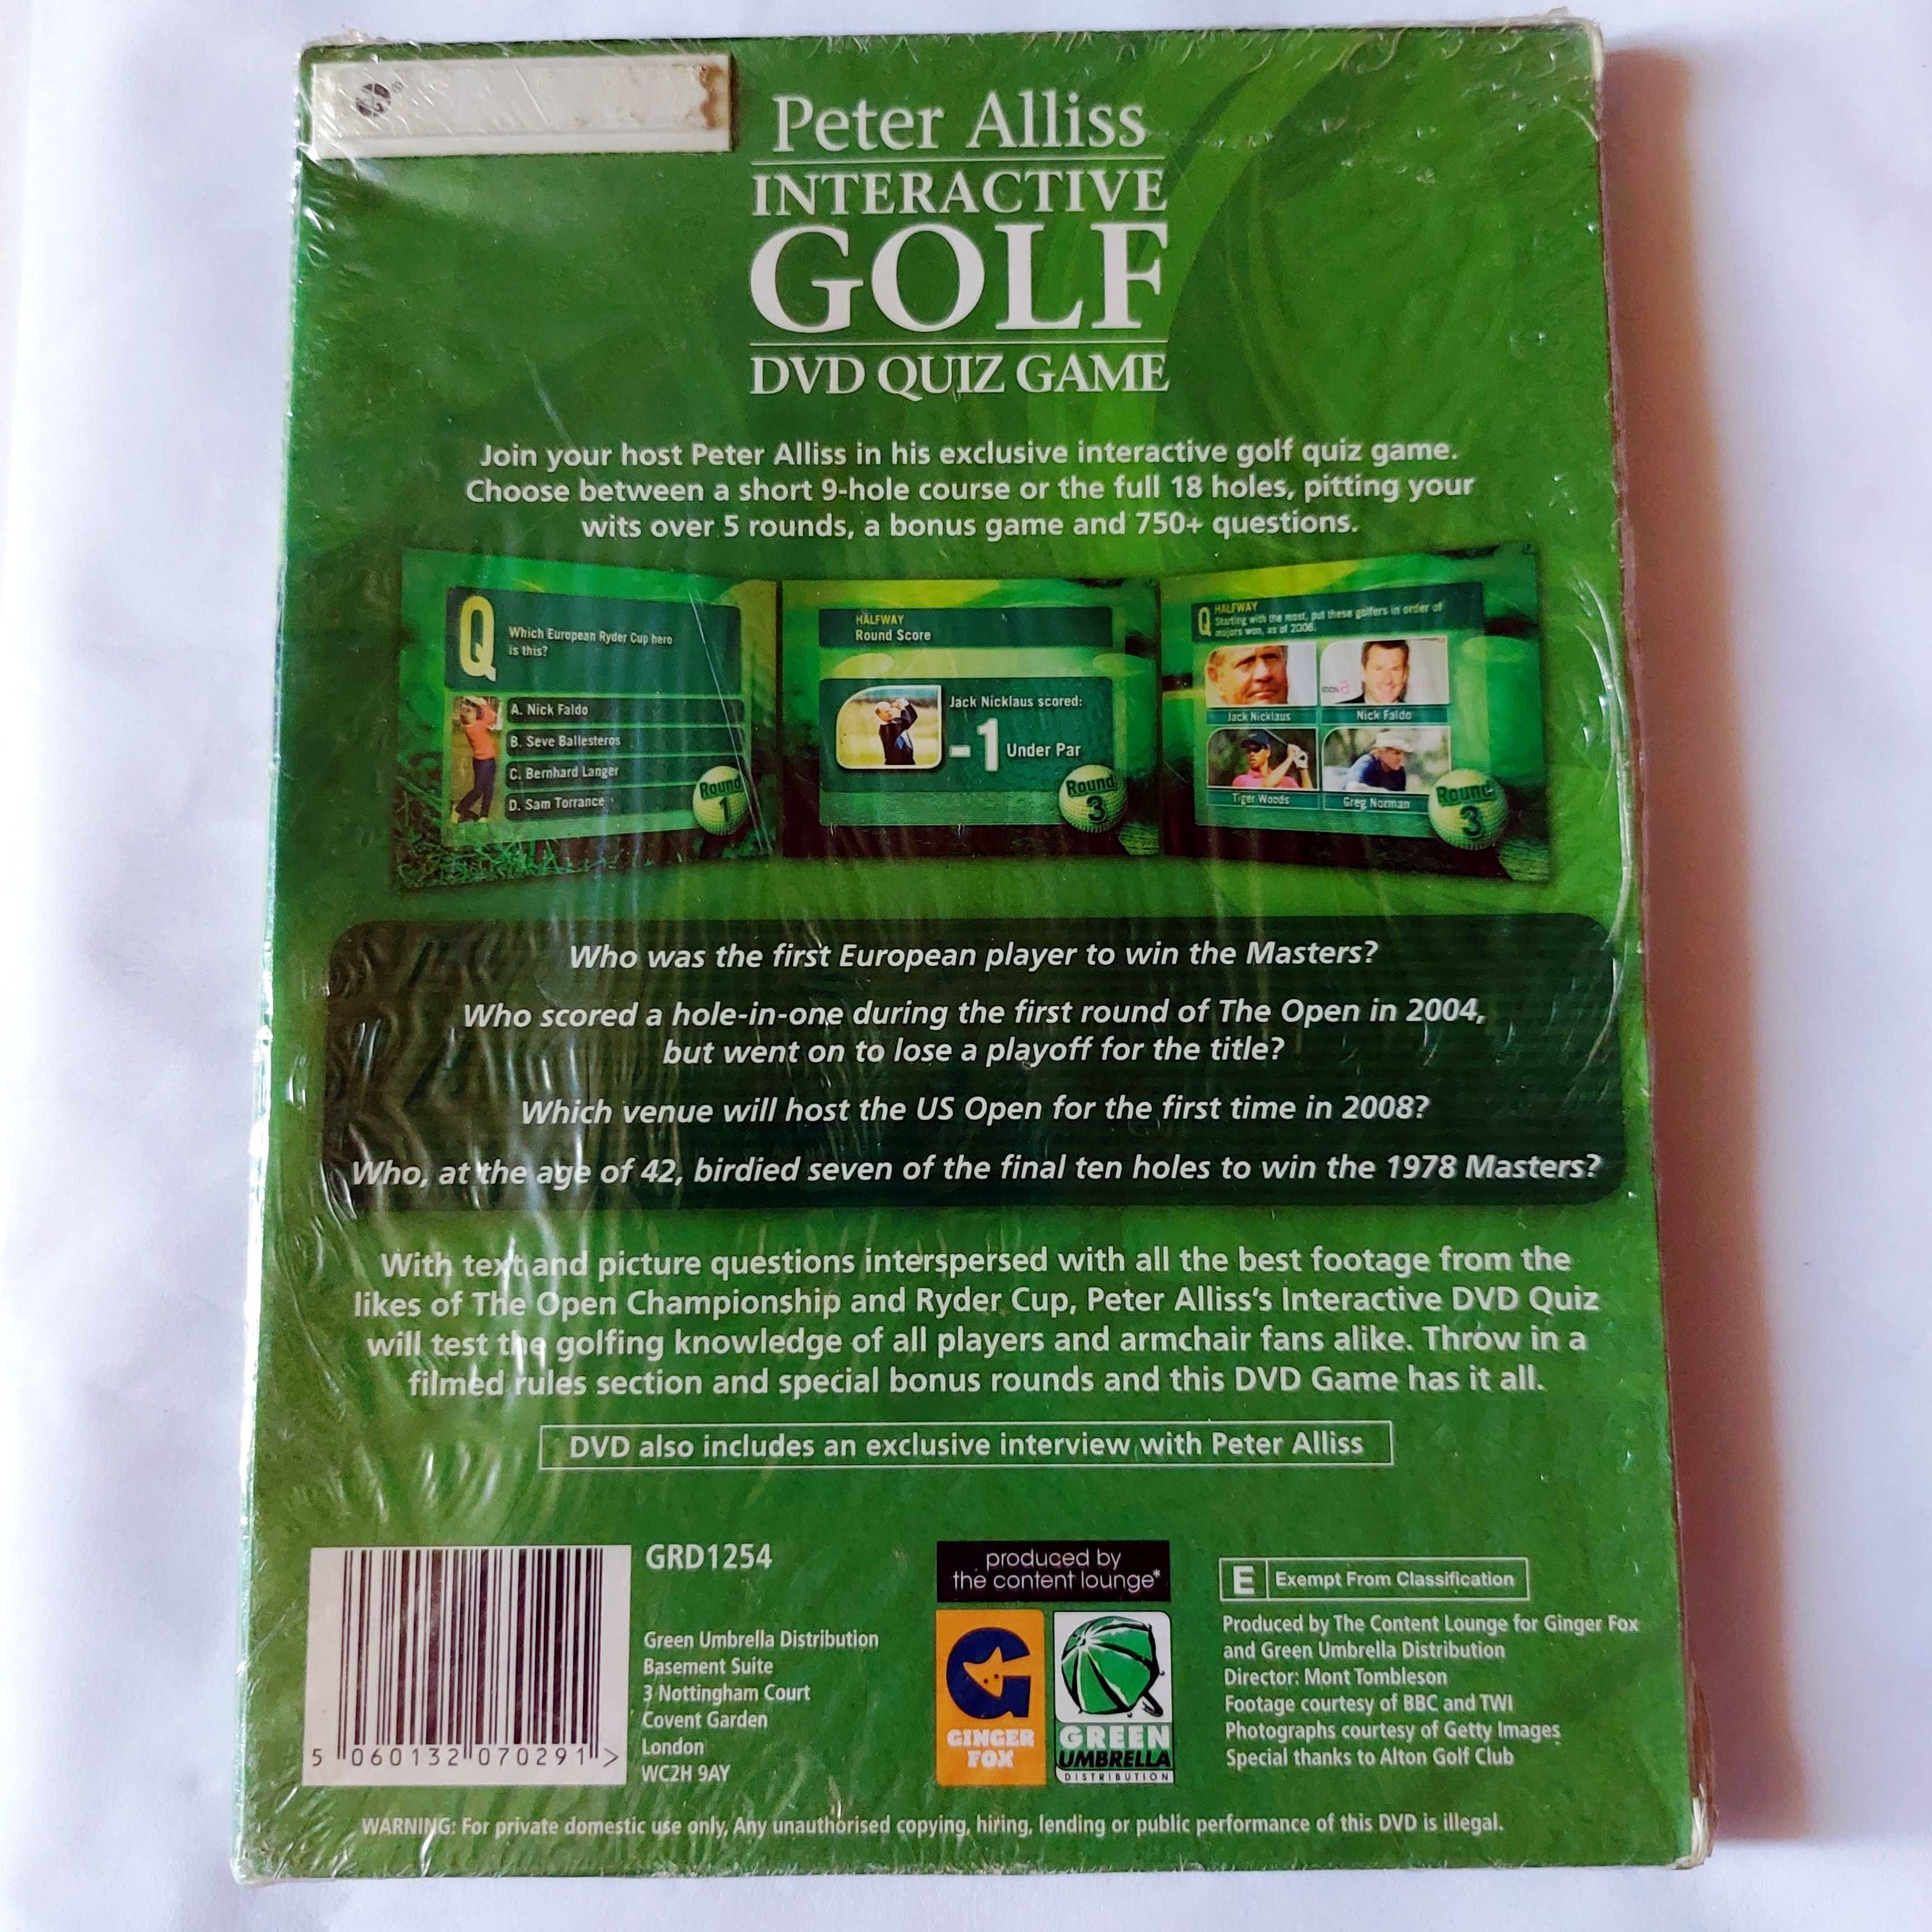 Peter Alliss
INTERACTIVE
GOLF
DVD QUIZ GAME
Join your host Peter Alliss in his exclusive interactive golf quiz game.
Choose between a short 9-hole course or the full 18 holes, pitting your
wits over 5 rounds, a bonus game and 750+ questions.
Q
Which European Ryder Cup hero
is this?
A. Nick Faldo
B. Seve Ballesteros
C. Bernhard Langer
D. Sam Torrance
Round
1
HALFWAY
Round Score
Jack Nicklaus scored:
-1 Under Par
Round
3
Q
HALFWAY
Starting with the most, put these golfers in order of
majors won, as of 2006.
Jack Nicklaus
Nick Faldo
Tiger Woods
Greg Norman
Round
3
Who was the first European player to win the Masters?
Who scored a hole-in-one during the first round of The Open in 2004,
but went on to lose a playoff for the title?
Which venue will host the US Open for the first time in 2008?
Who, at the age of 42, birdied seven of the final ten holes to win the 1978 Masters?
With text and picture questions interspersed with all the best footage from the
likes of The Open Championship and Ryder Cup, Peter Alliss's Interactive DVD Quiz
will test the golfing knowledge of all players and armchair fans alike. Throw in a
filmed rules section and special bonus rounds and this DVD Game has it all.
DVD also includes an exclusive interview with Peter Alliss
5 060132 070291 >
GRD1254
Green Umbrella Distribution
Basement Suite
3 Nottingham Court
Covent Garden
London
WC2H 9AY
produced by
the content lounge*
GINGER
FOX
GREEN
UMBRELLA
DISTRIBUTION
E Exempt From Classification
Produced by The Content Lounge for Ginger Fox
and Green Umbrella Distribution
Director: Mont Tombleson
Footage courtesy of BBC and TWI
Photographs courtesy of Getty Images
Special thanks to Alton Golf Club
WARNING: For private domestic use only, Any unauthorised copying, hiring, lending or public performance of this DVD is illegal.